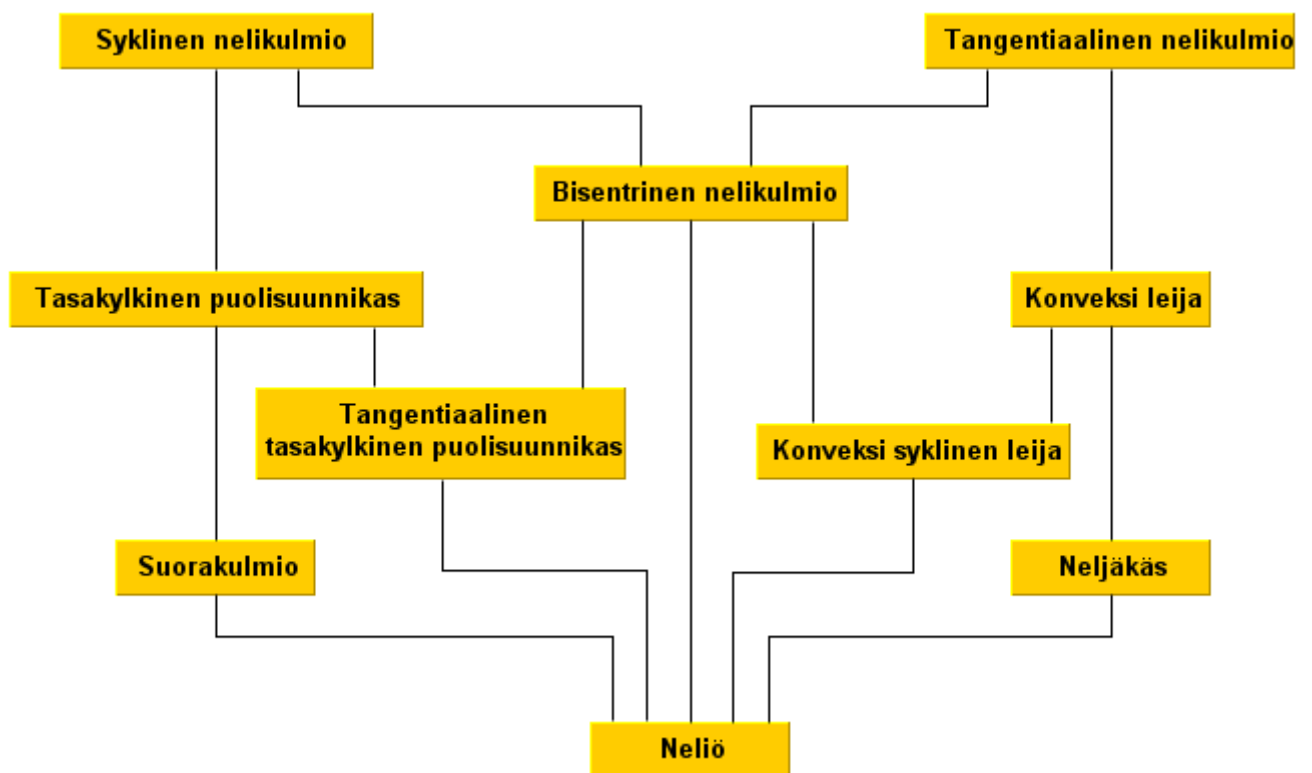 Syklinen nelikulmio
Tangentiaalinen nelikulmio
Bisentrinen nelikulmio
Tasakylkinen puolisuunnikas
Konveksi leija
Tangentiaalinen
tasakylkinen puolisuunnikas
Konveksi syklinen leija
Suorakulmio
Neljäkäs
Neliö